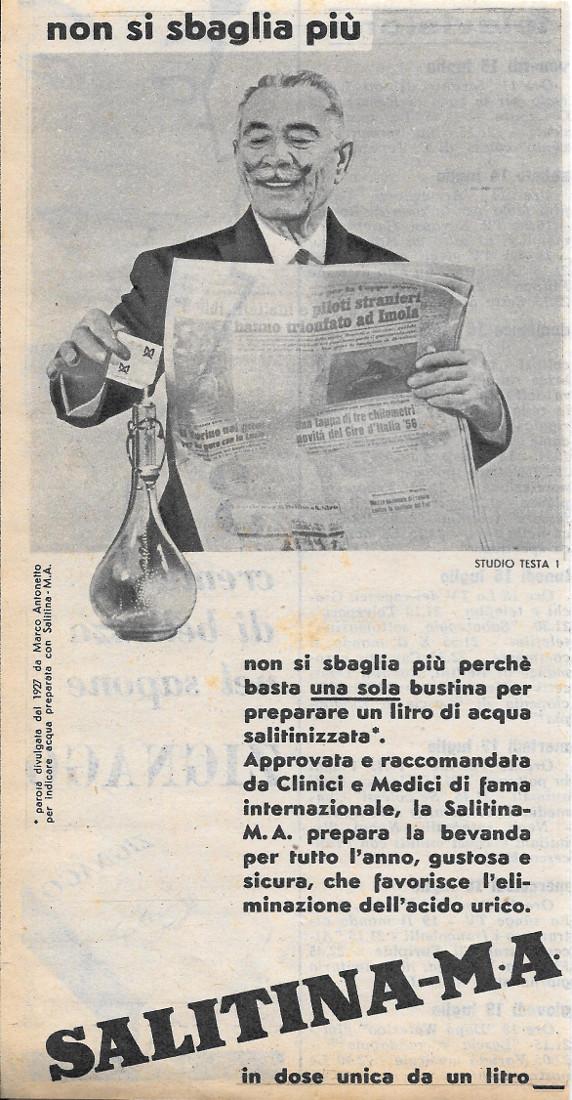 non si sbaglia più
piloti stranieri
hanno trionfato ad Imola
Una tappa di tre chilometri
novità del Giro d'Italia '56
STUDIO TESTA 1
* parola divulgata dal 1927 da Marco Antonetto
per indicare acqua preparata con Salitina-M.A.
non si sbaglia più perchè
basta una sola bustina per
preparare un litro di acqua
salitinizzata*.
Approvata e raccomandata
da Clinici e Medici di fama
internazionale, la Salitina-
M.A. prepara la bevanda
per tutto l'anno, gustosa e
sicura, che favorisce l'eli-
minazione dell'acido urico.
SALITINA-M.A.
in dose unica da un litro